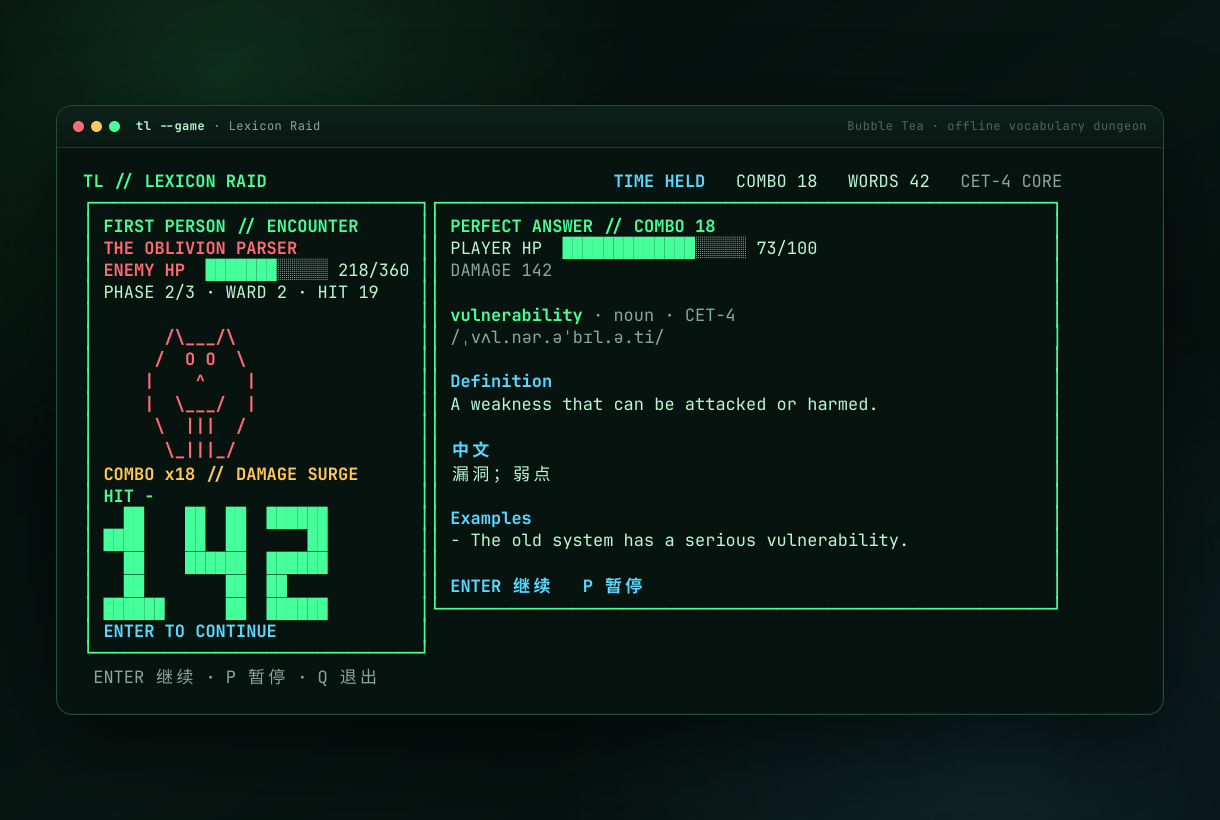 tl --game · Lexicon Raid
Bubble Tea · offline vocabulary dungeon
TL // LEXICON RAID
TIME HELD COMBO 18 WORDS 42 CET-4 CORE
FIRST PERSON // ENCOUNTER
THE OBLIVION PARSER
ENEMY HP 218/360
PHASE 2/3 · WARD 2 · HIT 19
COMBO x18 // DAMAGE SURGE
HIT -
142
ENTER TO CONTINUE
PERFECT ANSWER // COMBO 18
PLAYER HP 73/100
DAMAGE 142
vulnerability · noun · CET-4
/ˌvʌl.nər.əˈbɪl.ə.ti/
Definition
A weakness that can be attacked or harmed.
中文
漏洞；弱点
Examples
- The old system has a serious vulnerability.
ENTER 继续 P 暂停
ENTER 继续 · P 暂停 · Q 退出